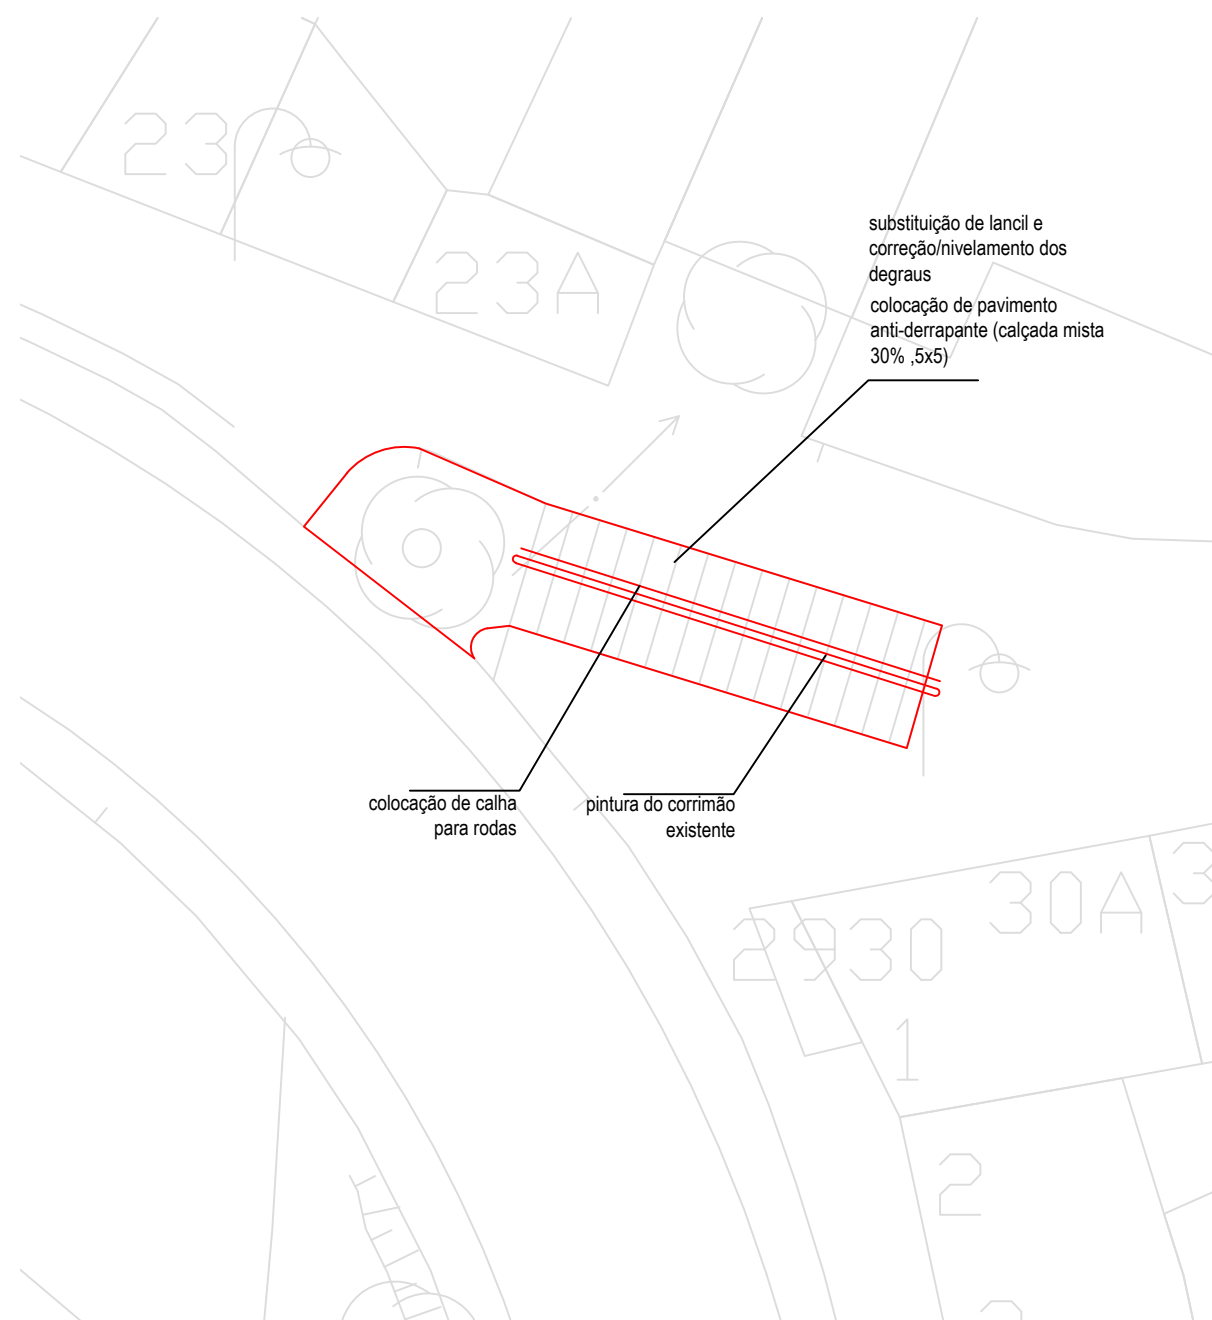 23
23A
substituição de lancil e
correção/nivelamento dos
degraus
colocação de pavimento
anti-derrapante (calçada mista
30% ,5x5)
colocação de calha
para rodas
pintura do corrimão
existente
2930
30A
3
1
2